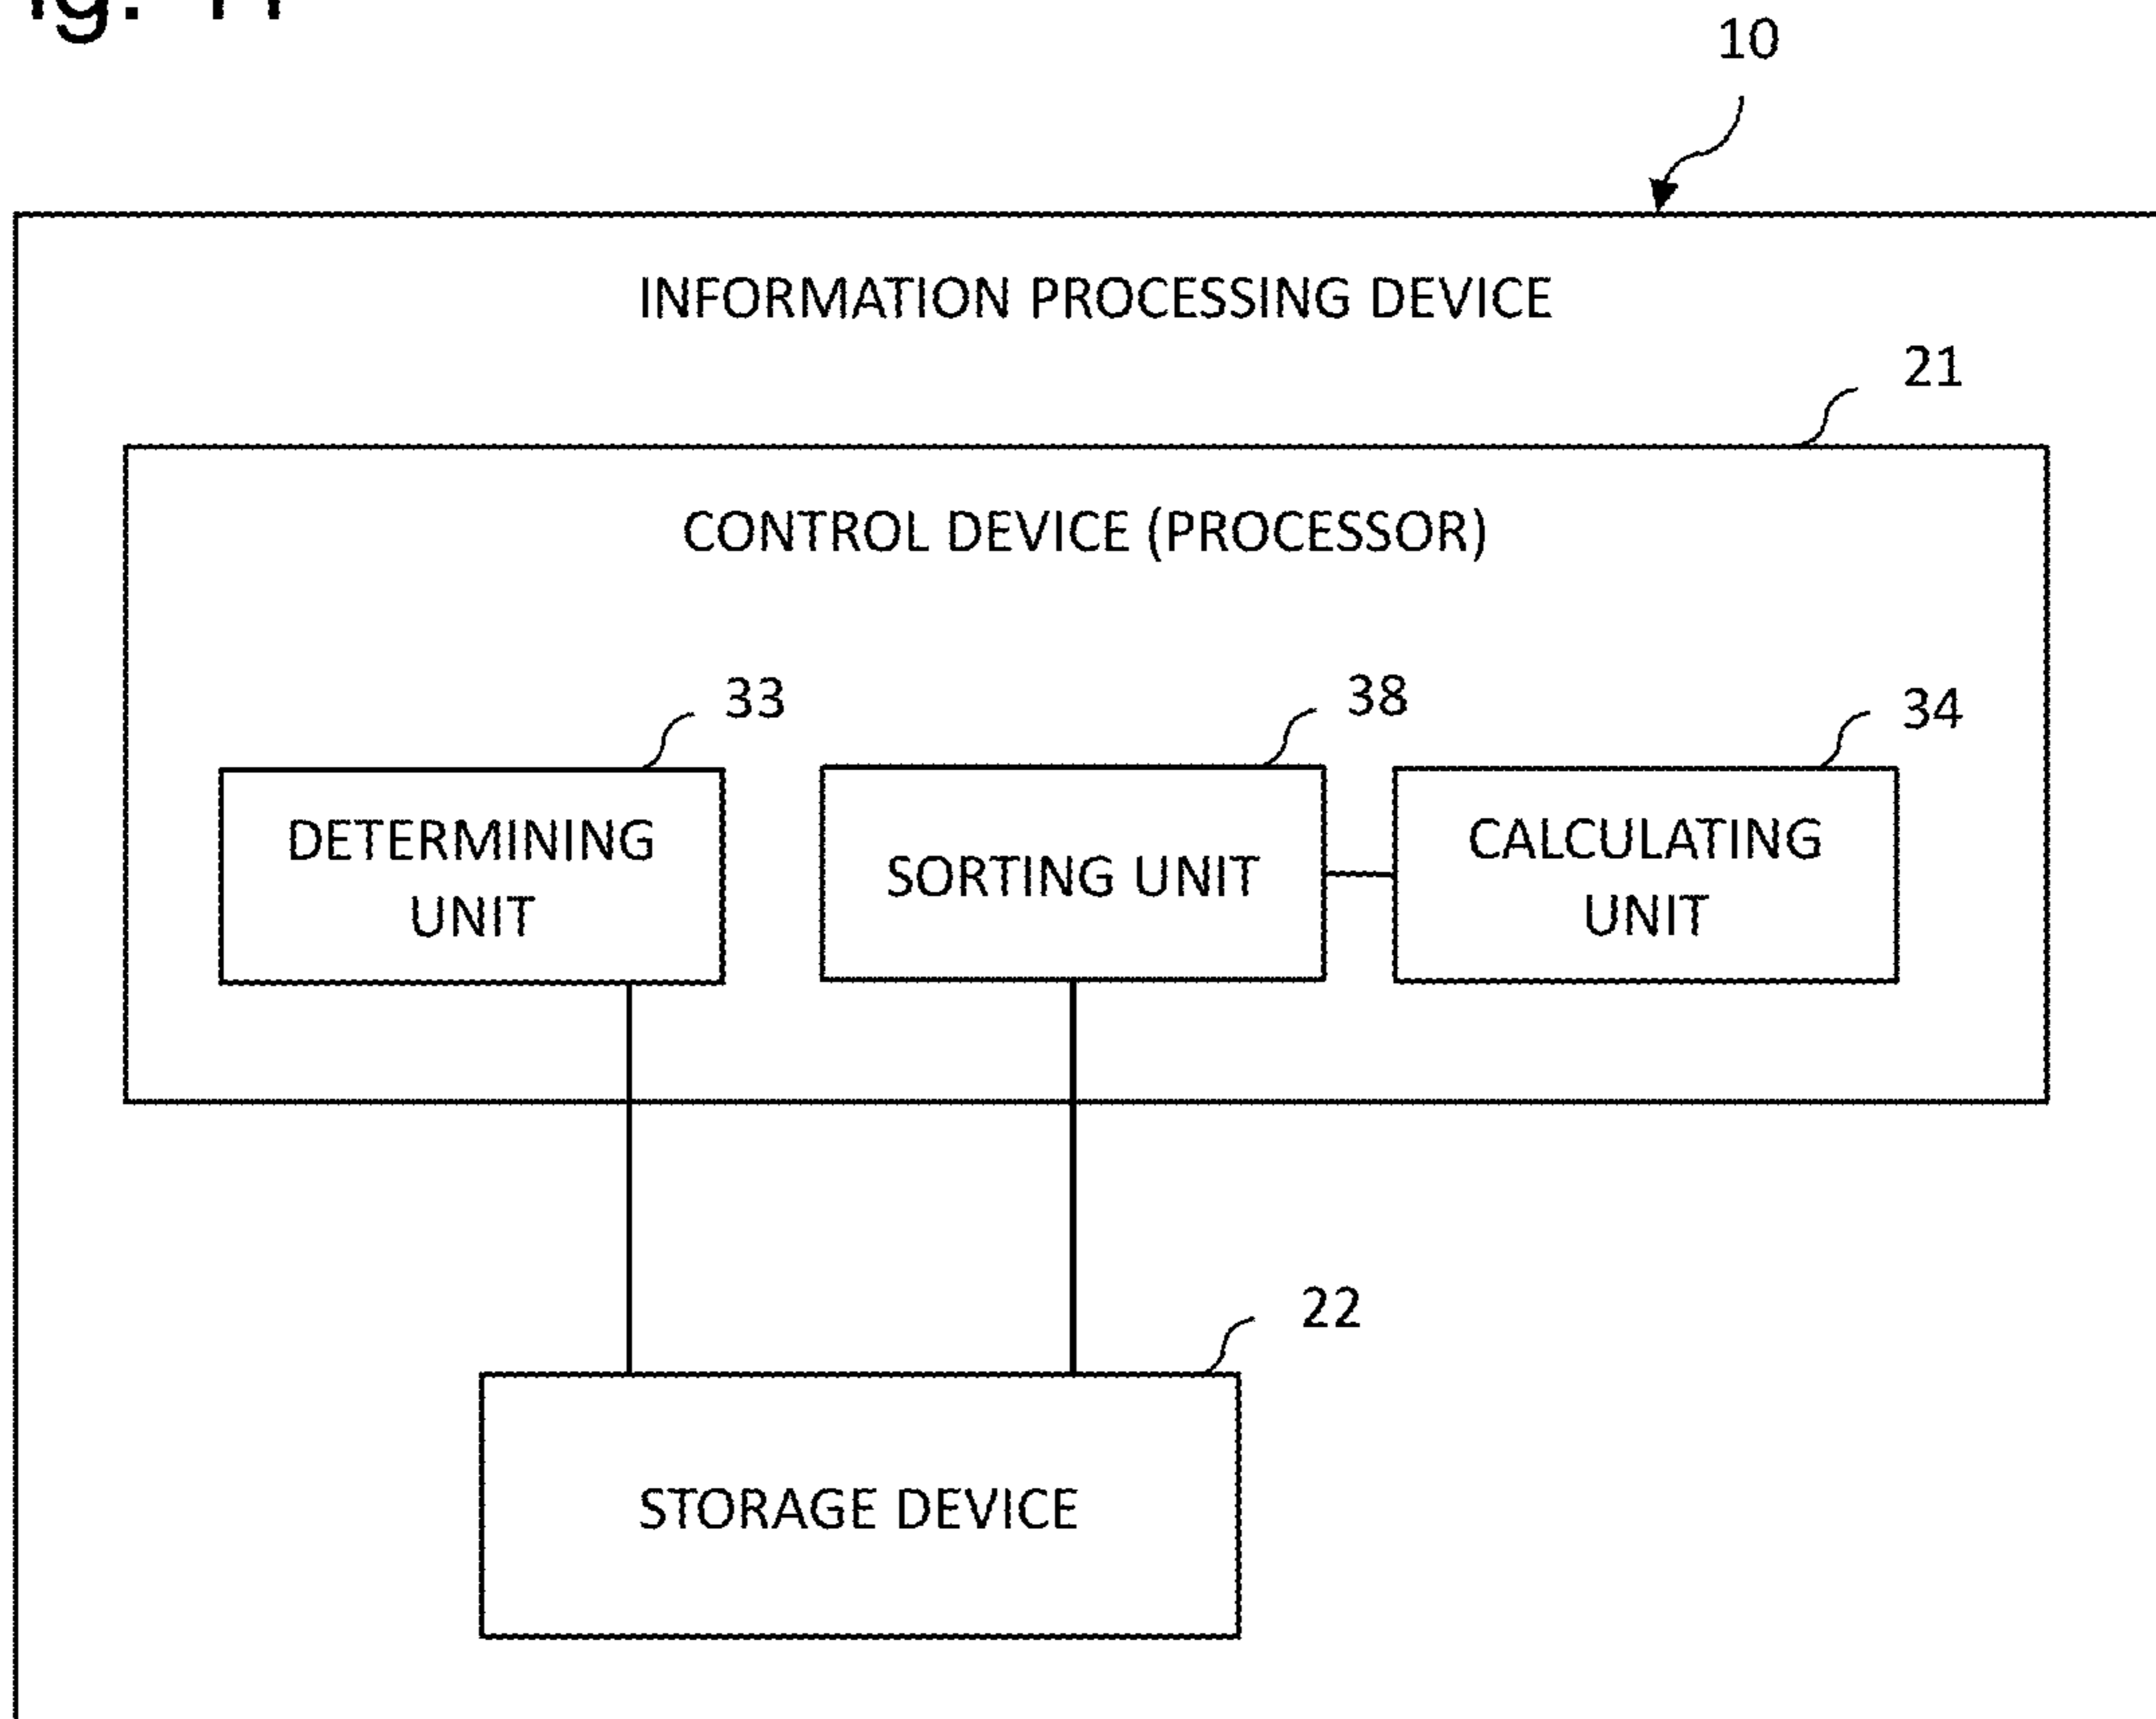 10
INFORMATION PROCESSING DEVICE
21
CONTROL DEVICE (PROCESSOR)
33
38
34
DETERMINING
UNIT
SORTING UNIT
CALCULATING
UNIT
22
STORAGE DEVICE